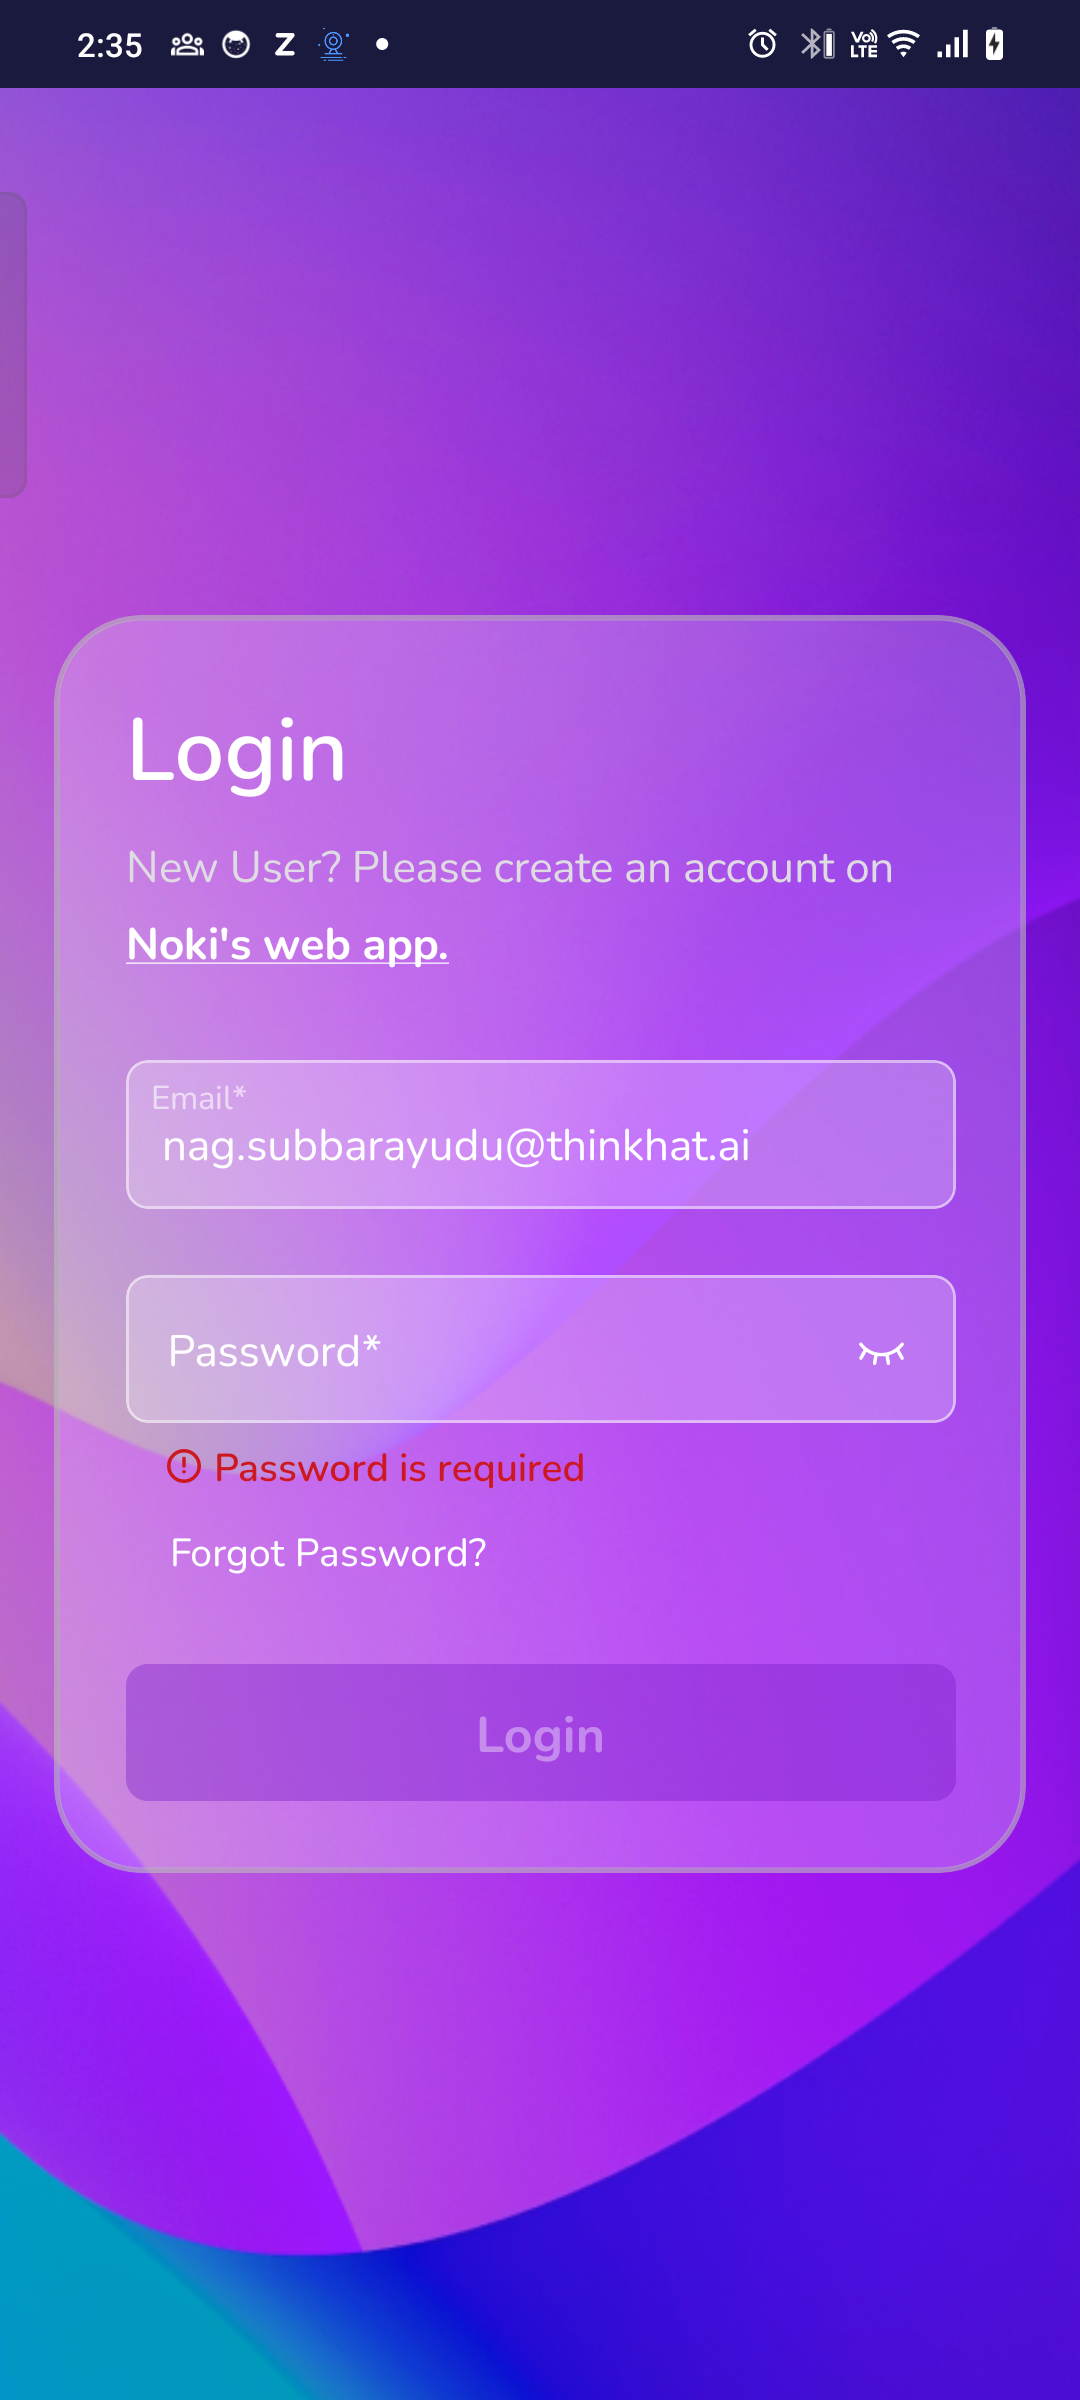 2:35 Z Vo) LTE
Login
New User? Please create an account on
Noki's web app.
Email*
nag.subbarayudu@thinkhat.ai
Password*
Password is required
Forgot Password?
Login